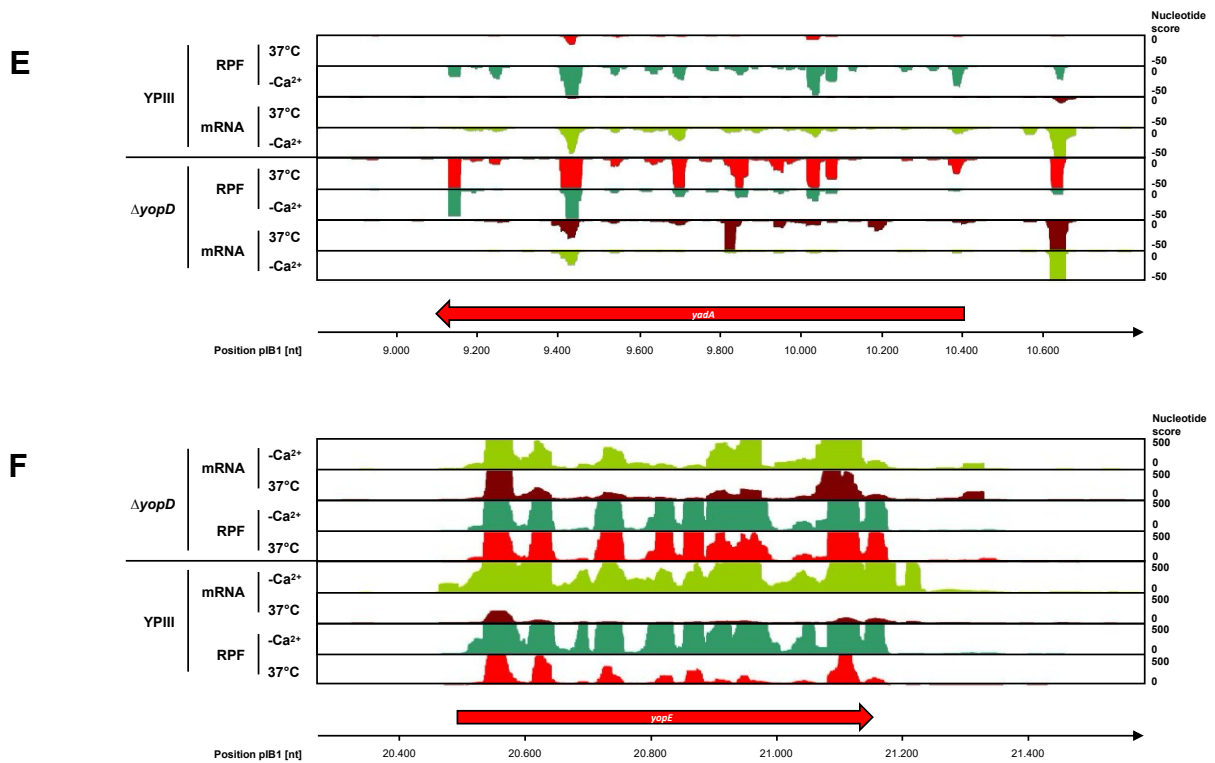 E
Nucleotide
score
YPIII
RPF
37°C
-Ca²⁺
mRNA
37°C
-Ca²⁺
ΔyopD
RPF
37°C
-Ca²⁺
mRNA
37°C
-Ca²⁺
0
-50
0
-50
0
-50
0
-50
0
-50
0
-50
0
-50
0
-50
yadA
Position pIB1 [nt]
9.000 9.200 9.400 9.600 9.800 10.000 10.200 10.400 10.600
F
Nucleotide
score
ΔyopD
mRNA
-Ca²⁺
37°C
RPF
-Ca²⁺
37°C
YPIII
mRNA
-Ca²⁺
37°C
RPF
-Ca²⁺
37°C
500
0
500
0
500
0
500
0
500
0
500
0
500
0
500
0
yopE
Position pIB1 [nt]
20.400 20.600 20.800 21.000 21.200 21.400